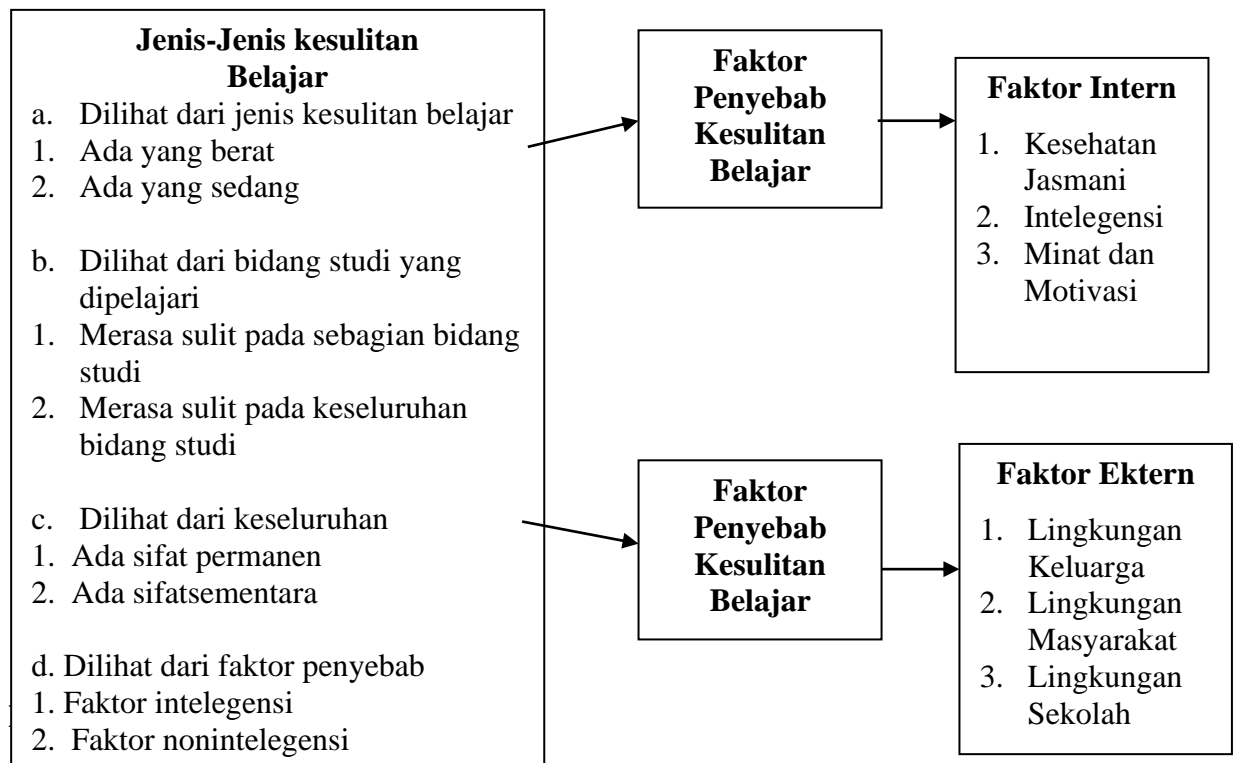 Jenis-Jenis kesulitan
Belajar
a. Dilihat dari jenis kesulitan belajar
1. Ada yang berat
2. Ada yang sedang
b. Dilihat dari bidang studi yang
dipelajari
1. Merasa sulit pada sebagian bidang
studi
2. Merasa sulit pada keseluruhan
bidang studi
c. Dilihat dari keseluruhan
1. Ada sifat permanen
2. Ada sifatsementara
d. Dilihat dari faktor penyebab
1. Faktor intelegensi
2. Faktor nonintelegensi
Faktor
Penyebab
Kesulitan
Belajar
Faktor Intern
1. Kesehatan
Jasmani
2. Intelegensi
3. Minat dan
Motivasi
Faktor
Penyebab
Kesulitan
Belajar
Faktor Ektern
1. Lingkungan
Keluarga
2. Lingkungan
Masyarakat
3. Lingkungan
Sekolah